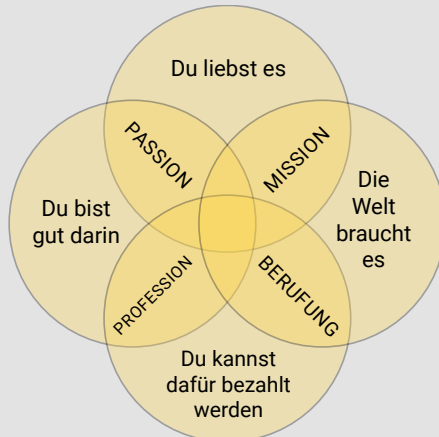 Du liebst es
PASSION
MISSION
Du bist
gut darin
Die
Welt
braucht
es
PROFESSION
BERUFUNG
Du kannst
dafür bezahlt
werden